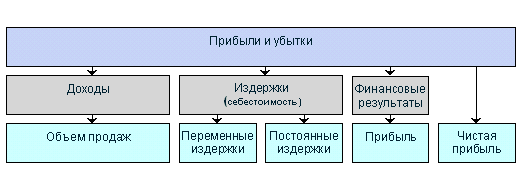 Прибыли и убытки
Доходы
Издержки
(себестоимость)
Финансовые
результаты
Объем продаж
Переменные
издержки
Постоянные
издержки
Прибыль
Чистая
прибыль